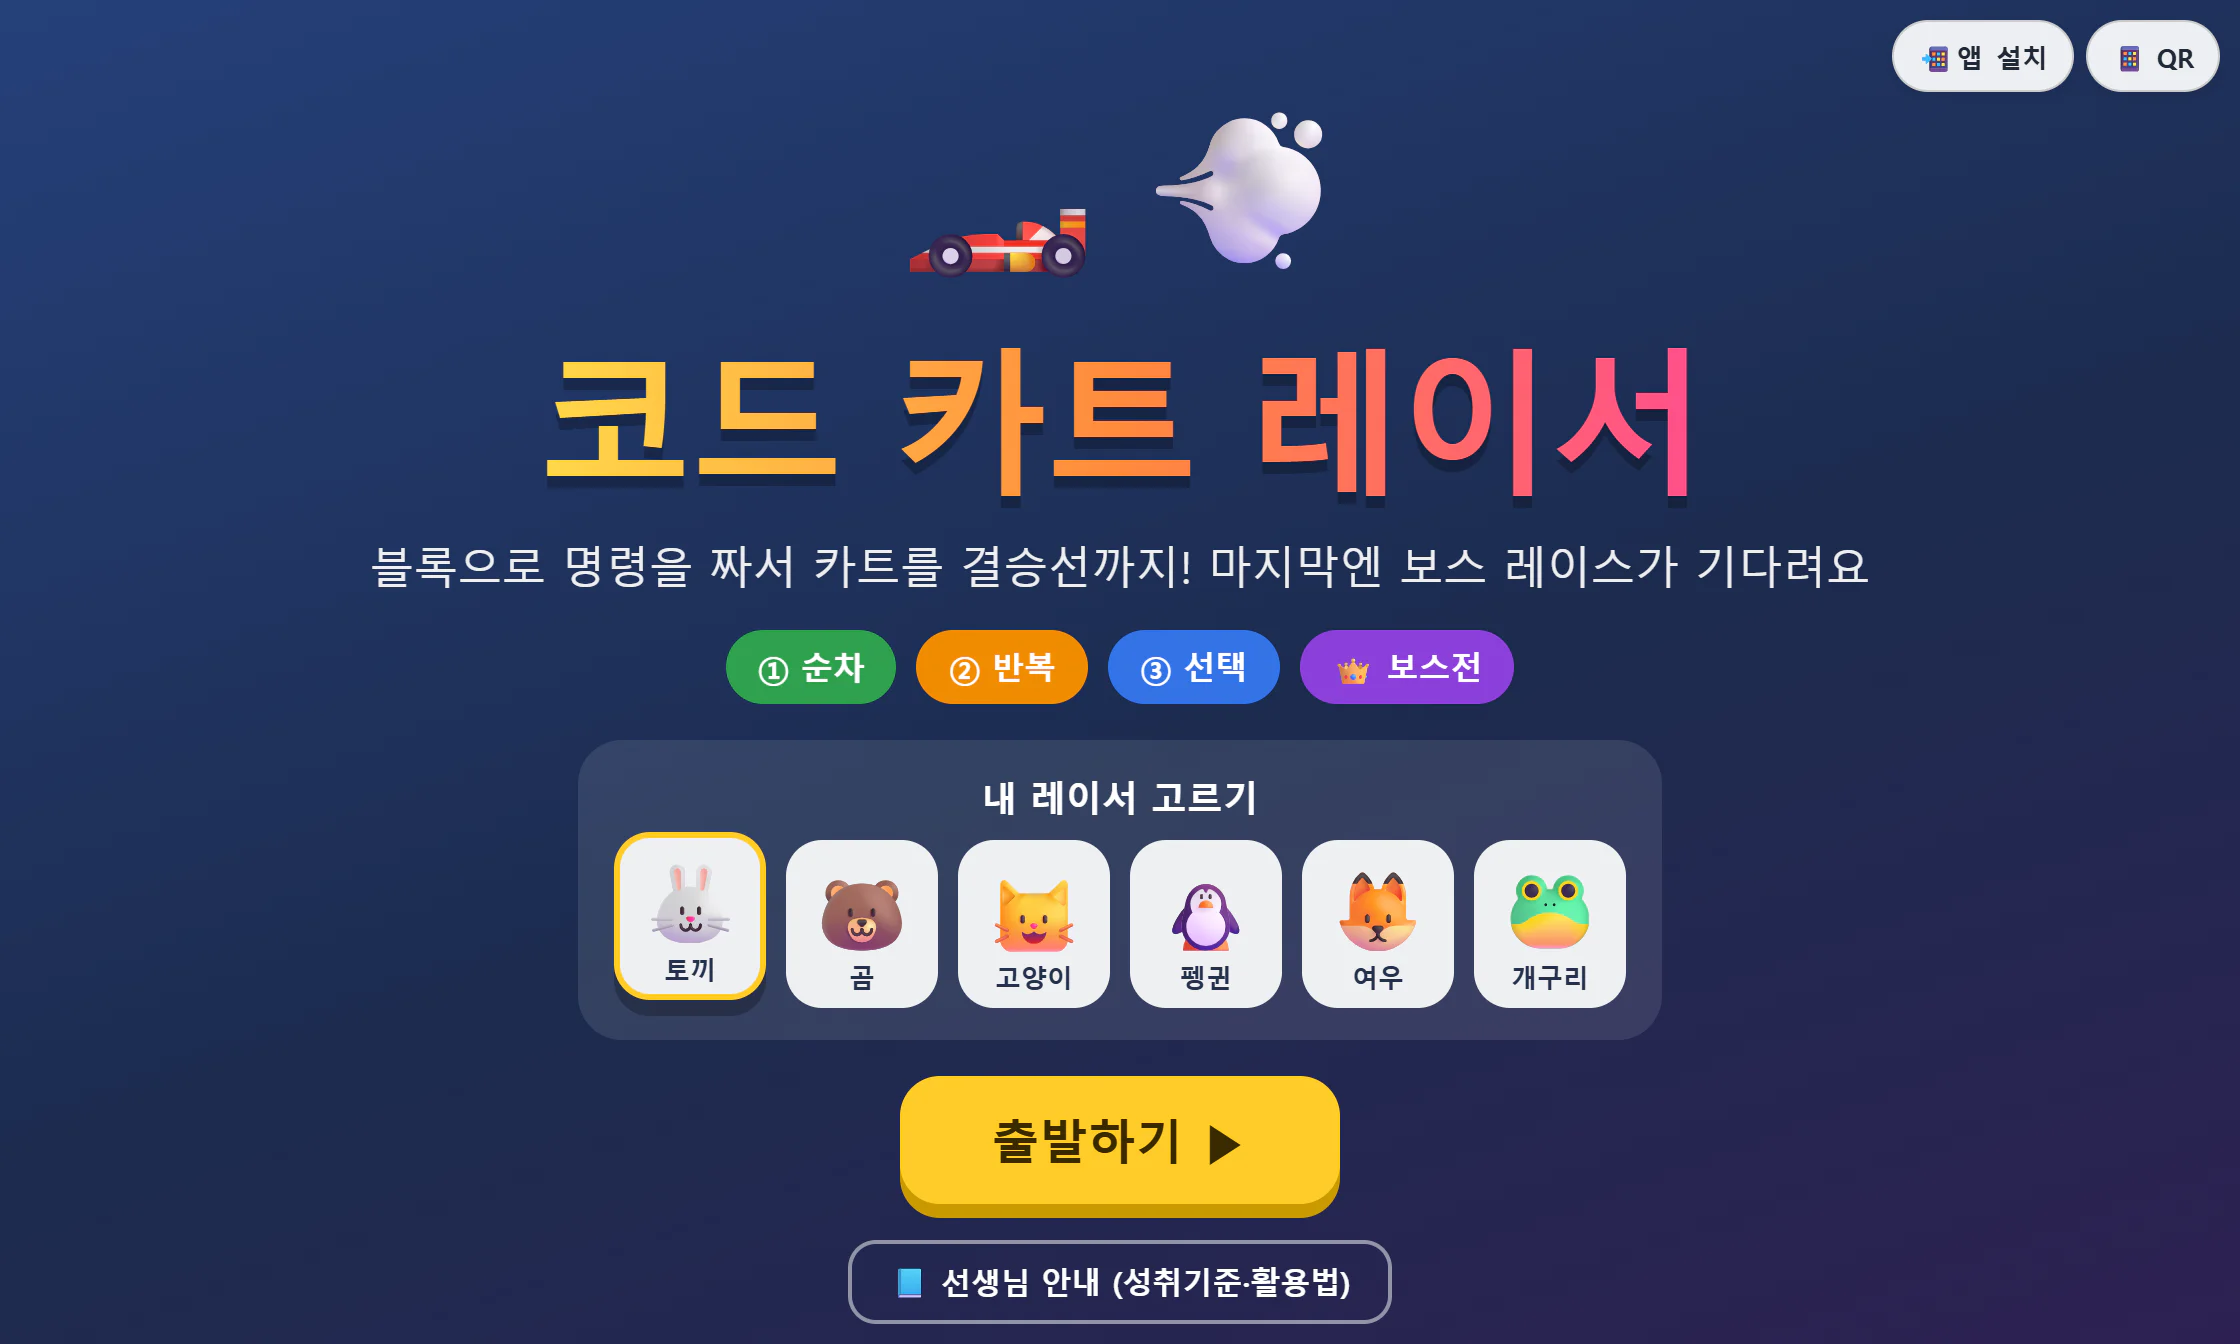 앱 설치
QR
코드 카트 레이서
블록으로 명령을 짜서 카트를 결승선까지! 마지막엔 보스 레이스가 기다려요
① 순차
② 반복
③ 선택
보스전
내 레이서 고르기
토끼
곰
고양이
펭귄
여우
개구리
출발하기 ▶
선생님 안내 (성취기준·활용법)